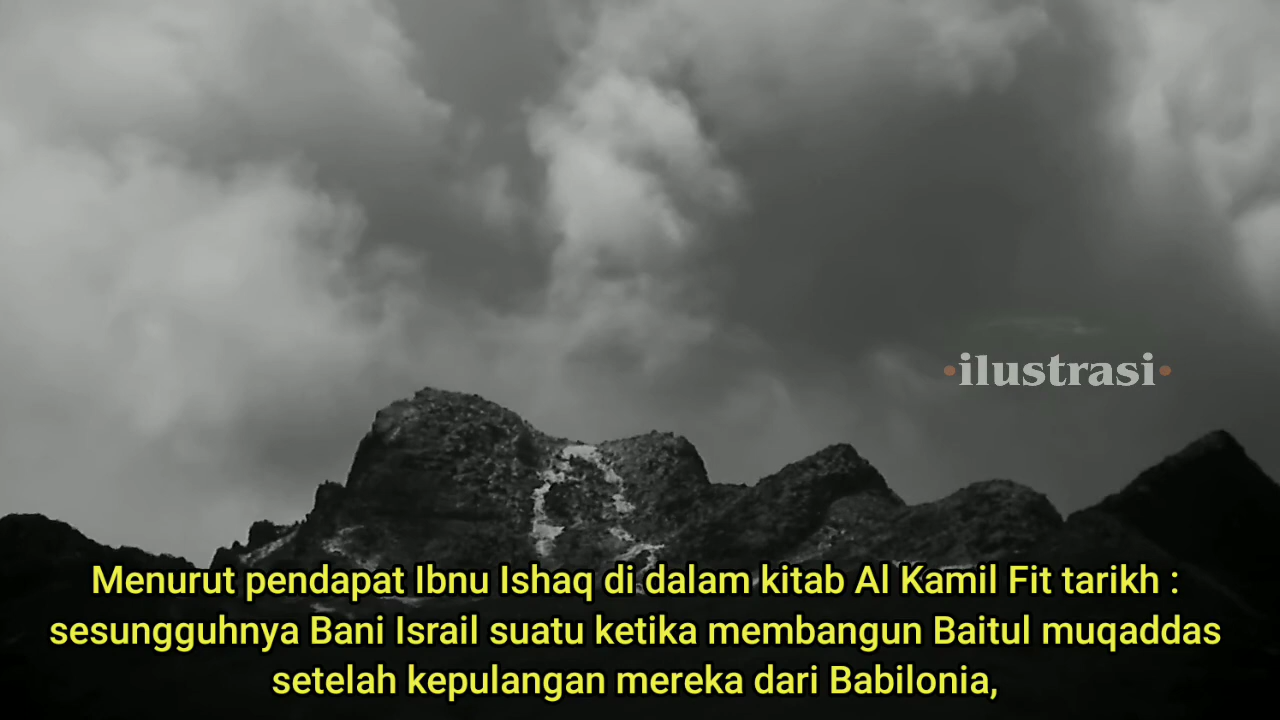 •ilustrasi•
Menurut pendapat Ibnu Ishaq di dalam kitab Al Kamil Fit tarikh :
sesungguhnya Bani Israil suatu ketika membangun Baitul muqaddas
setelah kepulangan mereka dari Babilonia,